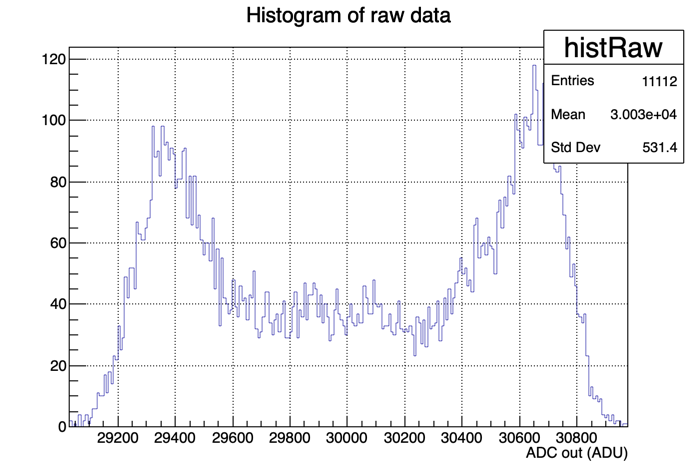 Histogram of raw data
histRaw
Entries 11112
Mean 3.003e+04
Std Dev 531.4
120
100
80
60
40
20
0
29200 29400 29600 29800 30000 30200 30400 30600 30800
ADC out (ADU)